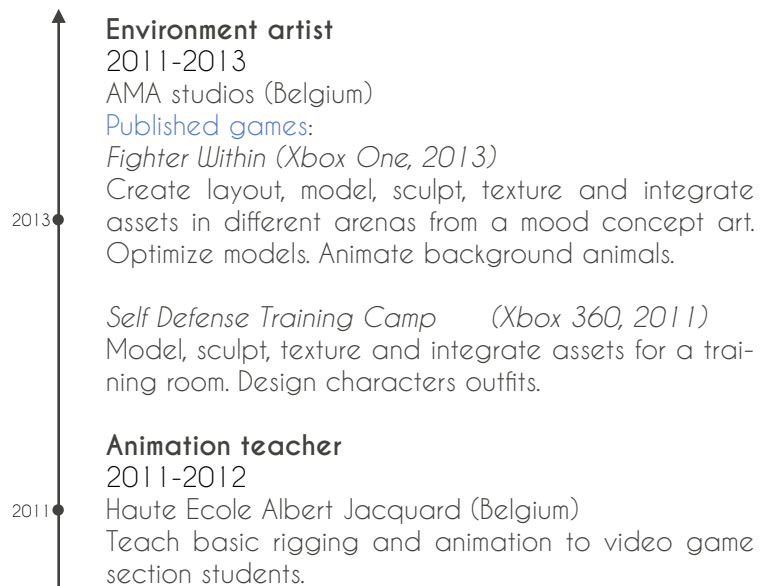 Environment artist
2011-2013
AMA studios (Belgium)
Published games:
Fighter Within (Xbox One, 2013)
Create layout, model, sculpt, texture and integrate
2013 assets in different arenas from a mood concept art.
Optimize models. Animate background animals.
Self Defense Training Camp (Xbox 360, 2011)
Model, sculpt, texture and integrate assets for a trai-
ning room. Design characters outfits.
Animation teacher
2011-2012
2011 Haute Ecole Albert Jacquard (Belgium)
Teach basic rigging and animation to video game
section students.